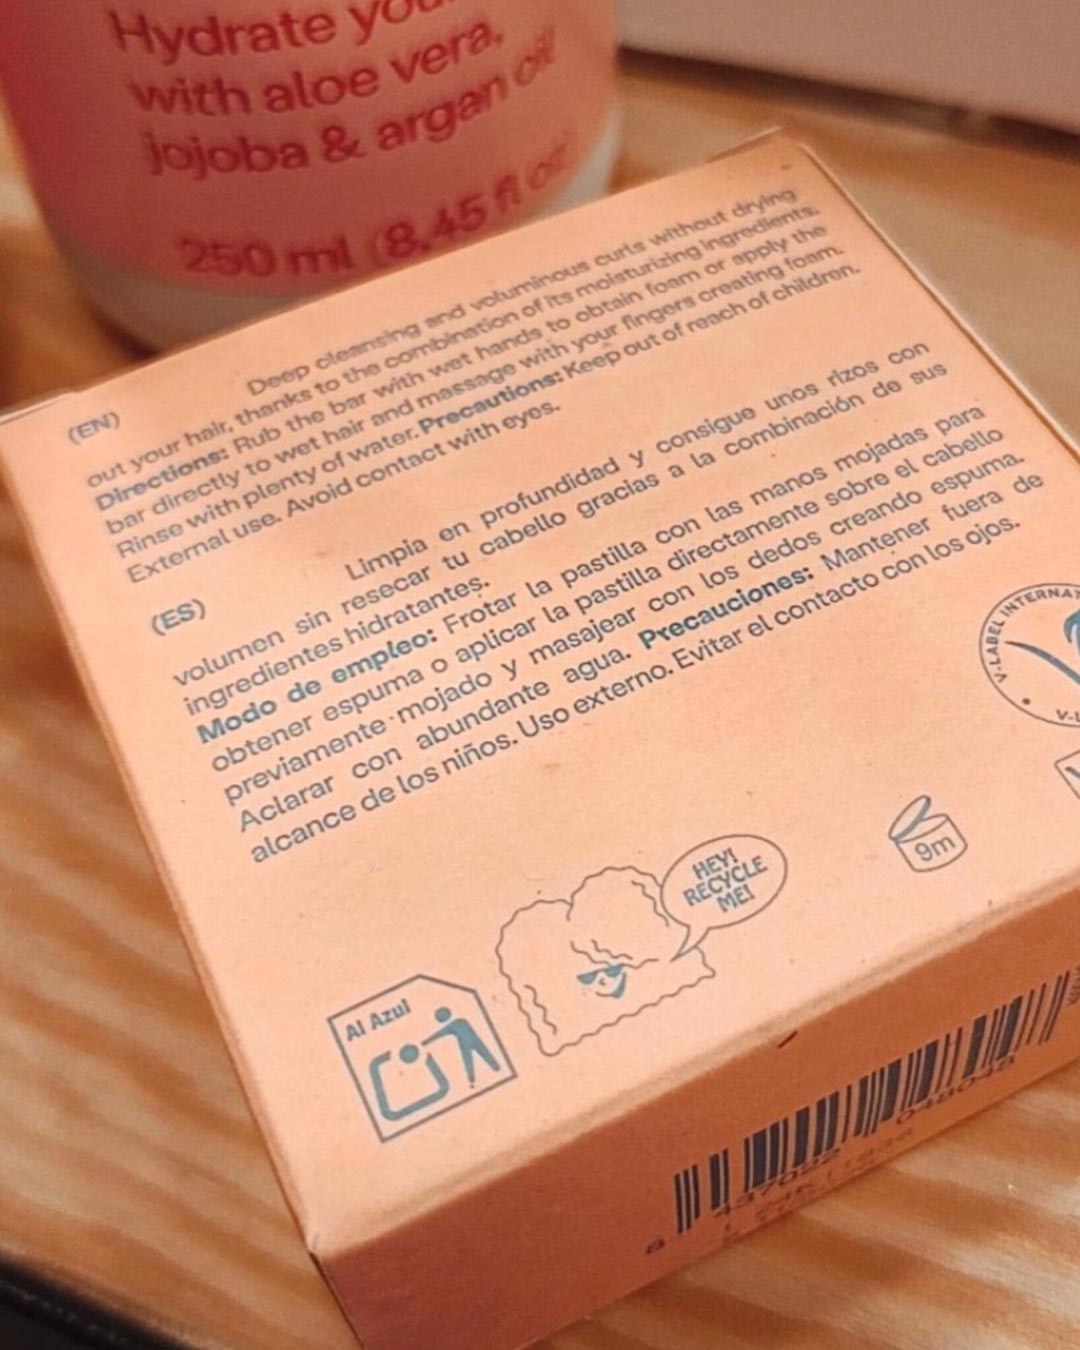 Hydrate
with aloe vera,
jojoba & argan oil
250 ml (8.45 fl oz)
(EN) Deep cleansing and voluminous curls without drying
out your hair, thanks to the combination of its moisturizing ingredients.
Directions: Rub the bar with wet hands to obtain foam or apply the
bar directly to wet hair and massage with your fingers creating foam.
Rinse with plenty of water. Precautions: Keep out of reach of children.
External use. Avoid contact with eyes.
(ES) Limpia en profundidad y consigue unos rizos con
volumen sin resecar tu cabello gracias a la combinación de sus
ingredientes hidratantes.
Modo de empleo: Frotar la pastilla con las manos mojadas para
obtener espuma o aplicar la pastilla directamente sobre el cabello
previamente mojado y masajear con los dedos creando espuma.
Aclarar con abundante agua. Precauciones: Mantener fuera de
alcance de los niños. Uso externo. Evitar el contacto con los ojos.
V-LABEL
9m
HEY!
RECYCLE
ME!
Al Azul
8 437022 048048